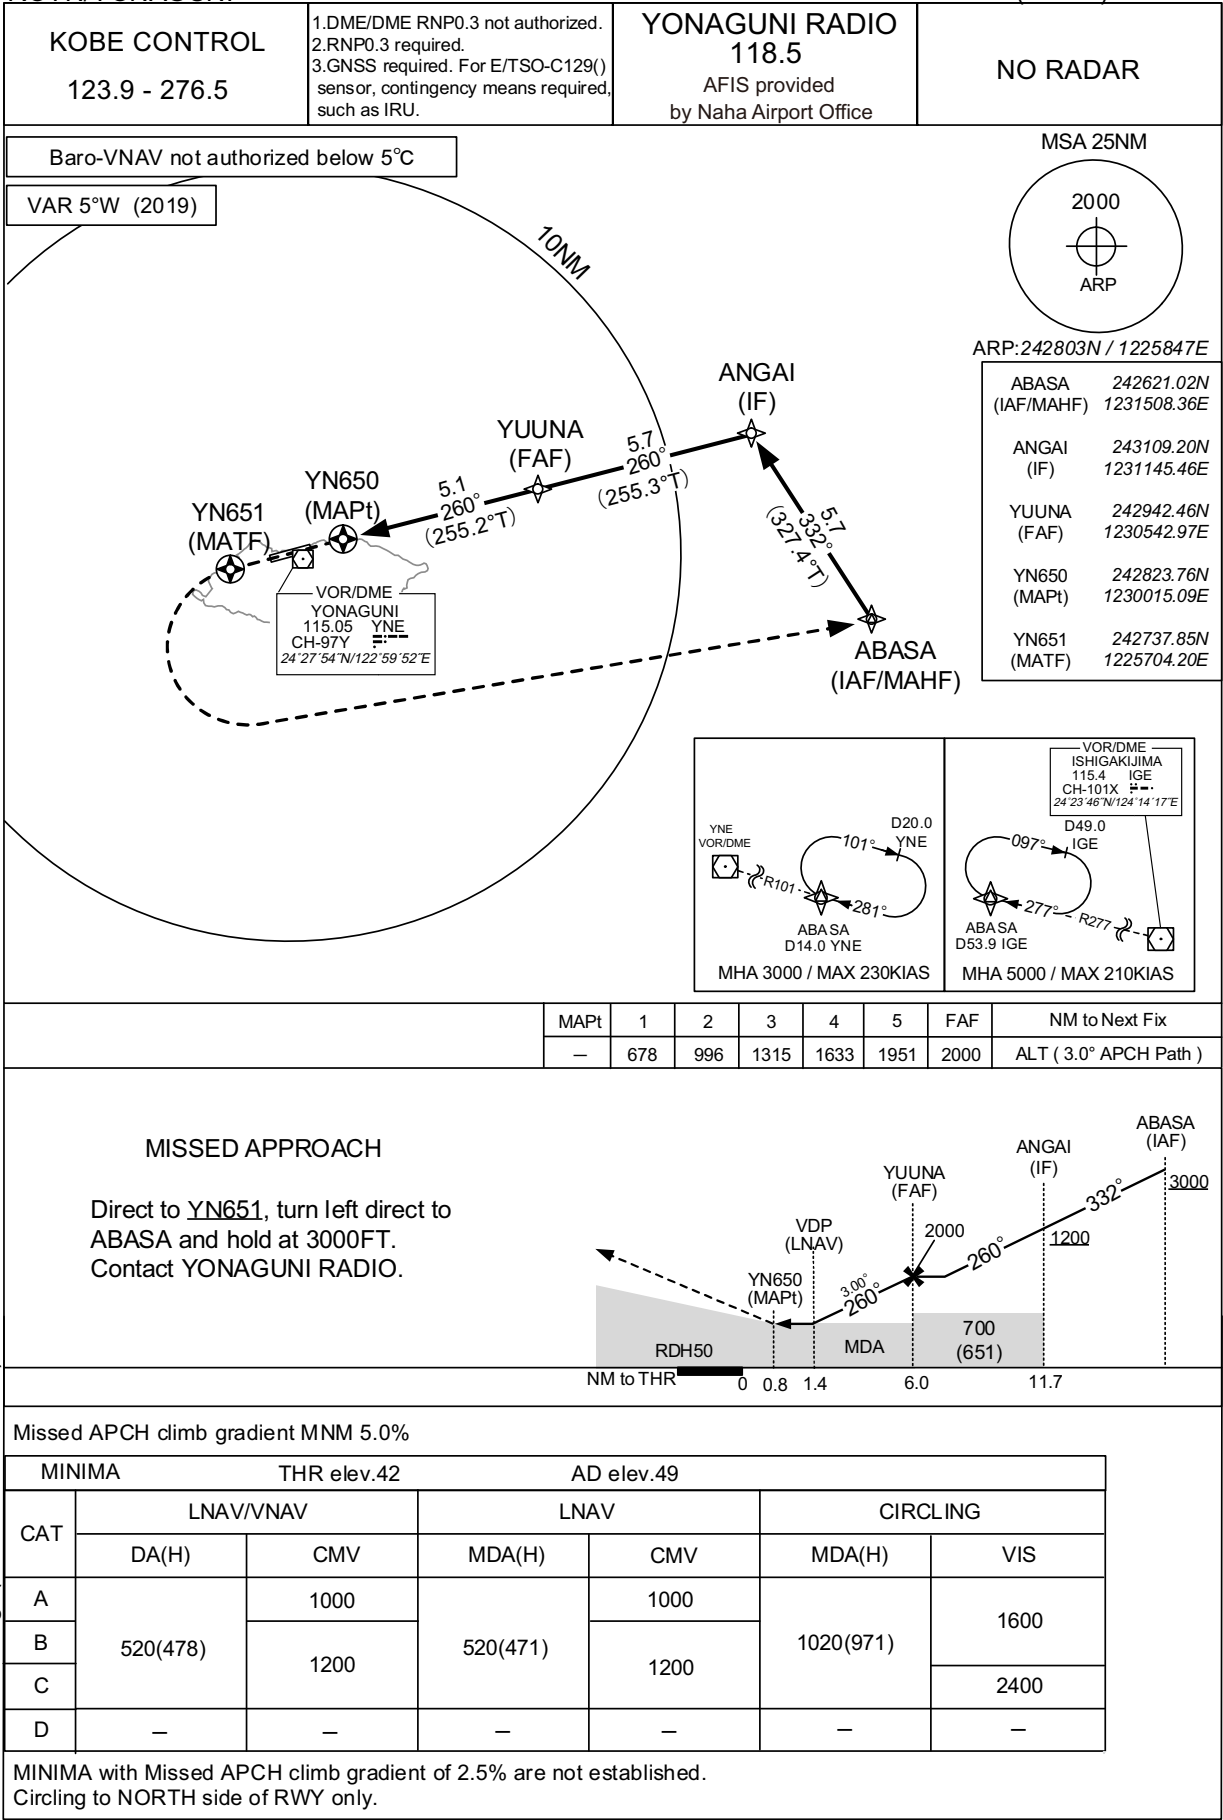 KOBE CONTROL
123.9 - 276.5
1.DME/DME RNP0.3 not authorized.
2.RNP0.3 required.
3.GNSS required. For E/TSO-C129()
sensor, contingency means required,
such as IRU.
YONAGUNI RADIO
118.5
AFIS provided
by Naha Airport Office
NO RADAR
Baro-VNAV not authorized below 5°C
VAR 5°W (2019)
10NM
MSA 25NM
2000
ARP
ARP:242803N / 1225847E
ABASA 242621.02N
(IAF/MAHF) 1231508.36E
ANGAI 243109.20N
(IF) 1231145.46E
YUUNA 242942.46N
(FAF) 1230542.97E
YN650 242823.76N
(MAPt) 1230015.09E
YN651 242737.85N
(MATF) 1225704.20E
ANGAI
(IF)
YUUNA
(FAF)
YN650
(MAPt)
YN651
(MATF)
5.7
260°
(255.3°T)
5.1
260°
(255.2°T)
5.7
332°
(327.4°T)
VOR/DME
YONAGUNI
115.05 YNE
CH-97Y
24°27´54˝N/122°59´52˝E
ABASA
(IAF/MAHF)
YNE
VOR/DME
R101
101°
D20.0
YNE
281°
ABASA
D14.0 YNE
MHA 3000 / MAX 230KIAS
VOR/DME
ISHIGAKIJIMA
115.4 IGE
CH-101X
24°23´46˝N/124°14´17˝E
097°
D49.0
IGE
277°
R277
ABASA
D53.9 IGE
MHA 5000 / MAX 210KIAS
MAPt 1 2 3 4 5 FAF NM to Next Fix
– 678 996 1315 1633 1951 2000 ALT ( 3.0° APCH Path )
MISSED APPROACH
Direct to YN651, turn left direct to
ABASA and hold at 3000FT.
Contact YONAGUNI RADIO.
ABASA
(IAF)
3000
332°
ANGAI
(IF)
1200
260°
YUUNA
(FAF)
2000
VDP
(LNAV)
3.00°
260°
YN650
(MAPt)
RDH50
MDA
700
(651)
NM to THR 0 0.8 1.4 6.0 11.7
Missed APCH climb gradient MNM 5.0%
MINIMA THR elev.42 AD elev.49
CAT LNAV/VNAV LNAV CIRCLING
DA(H) CMV MDA(H) CMV MDA(H) VIS
A 1000 1000
B 520(478) 1200 520(471) 1200 1020(971) 1600
C 2400
D – – – – – –
MINIMA with Missed APCH climb gradient of 2.5% are not established.
Circling to NORTH side of RWY only.